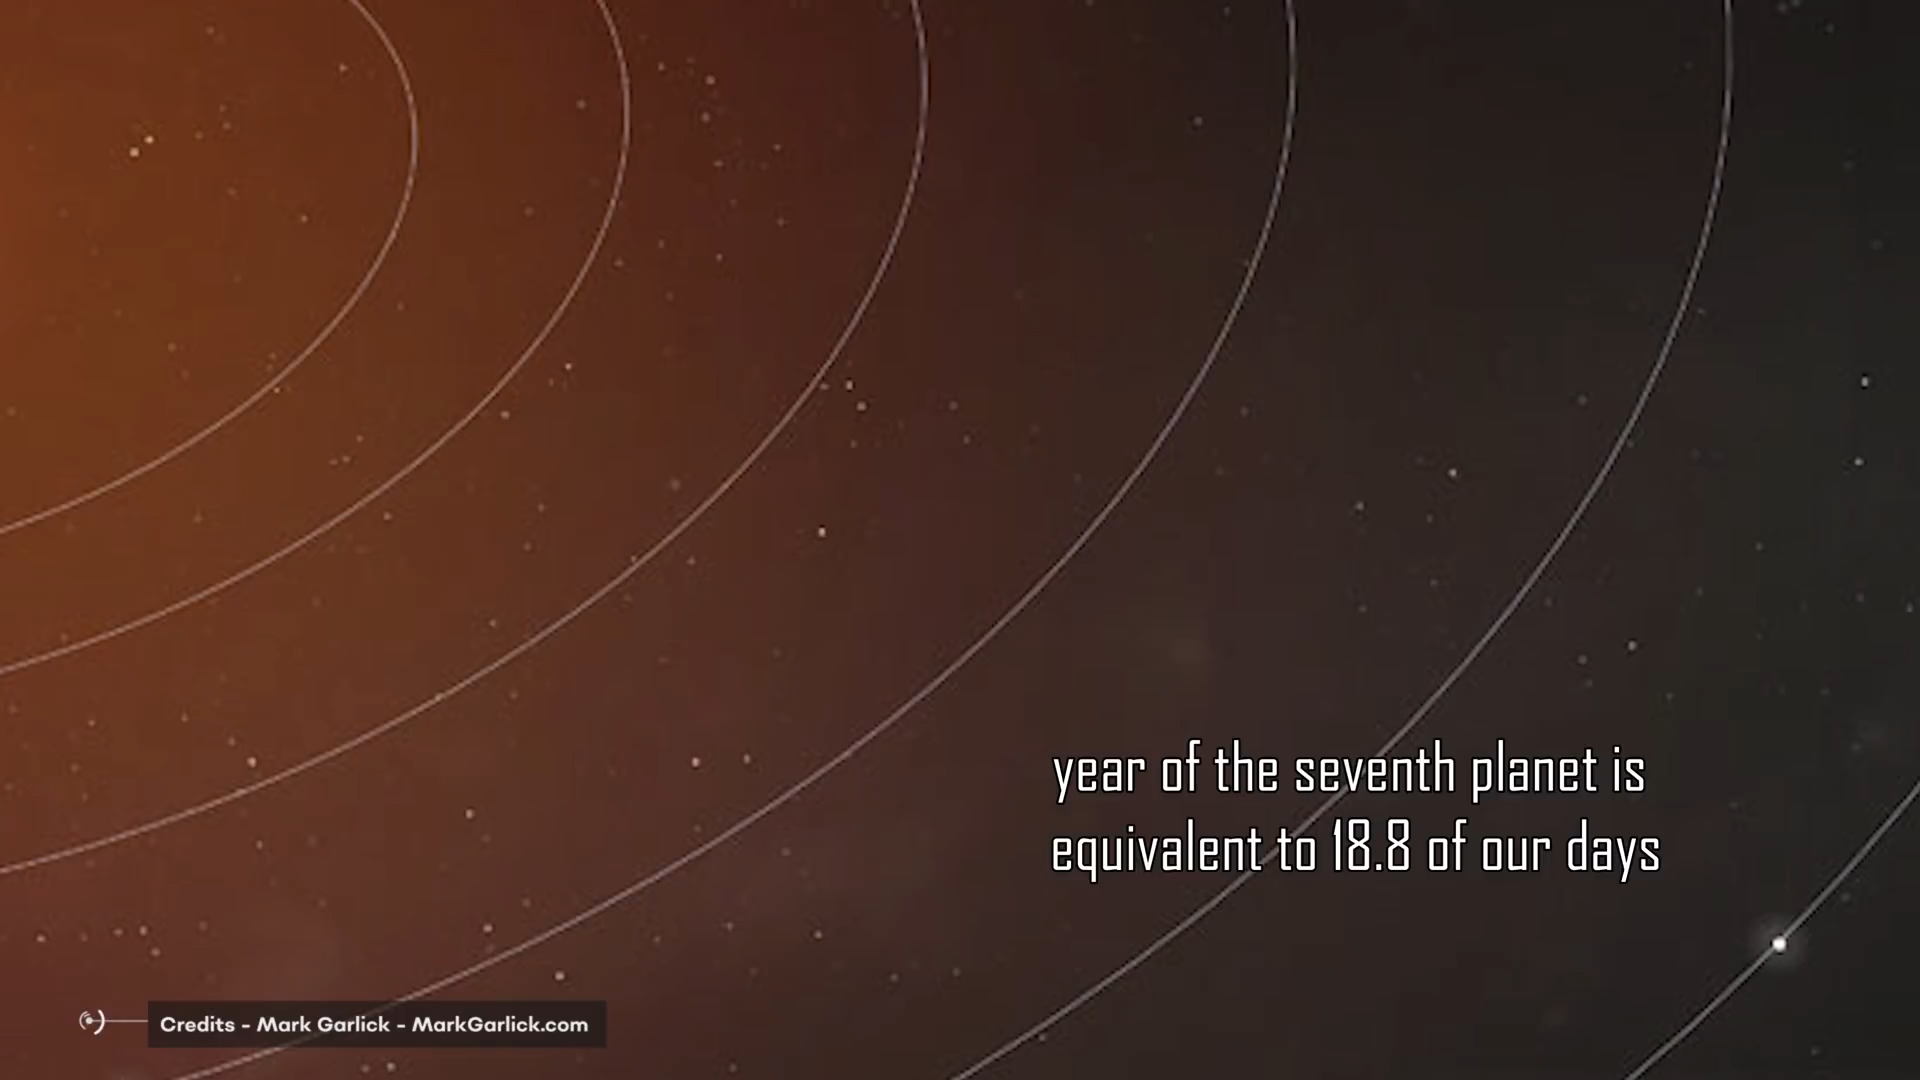 year of the seventh planet is
equivalent to 18.8 of our days
Credits - Mark Garlick - MarkGarlick.com